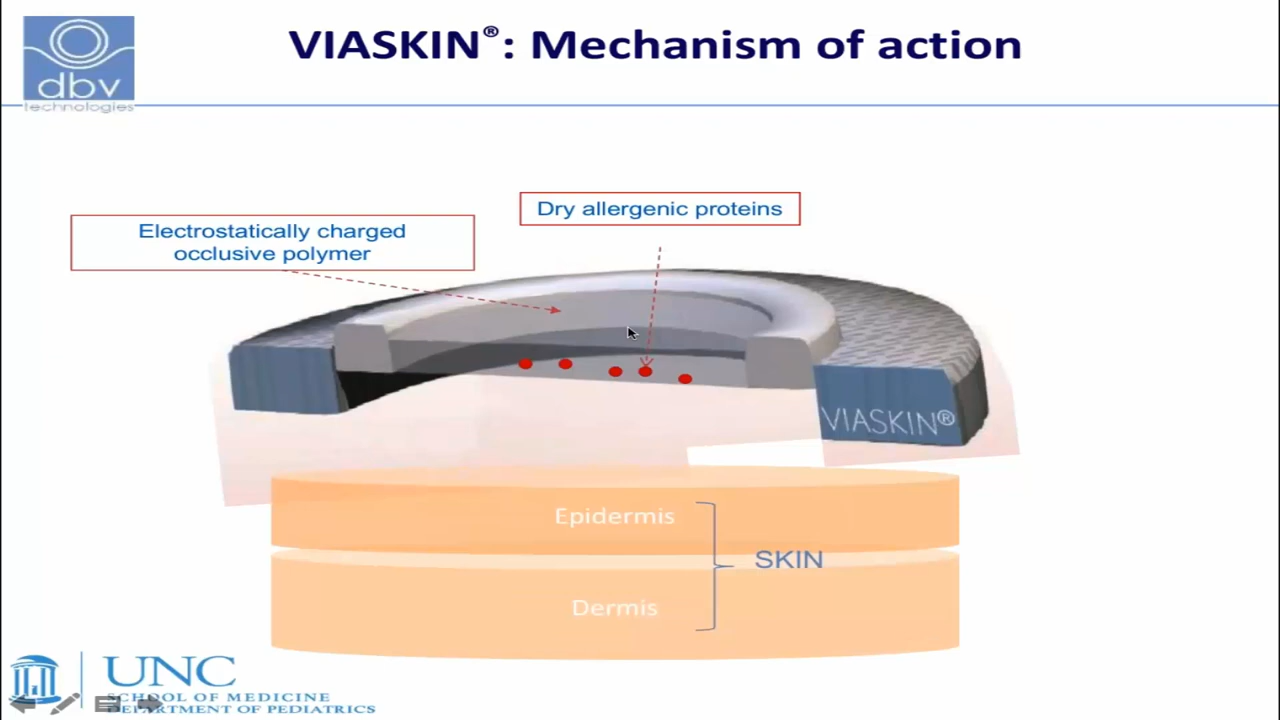 VIASKIN®: Mechanism of action
dbv
technologies
Dry allergenic proteins
Electrostatically charged
occlusive polymer
VIASKIN®
Epidermis
SKIN
Dermis
UNC
SCHOOL OF MEDICINE
DEPARTMENT OF PEDIATRICS